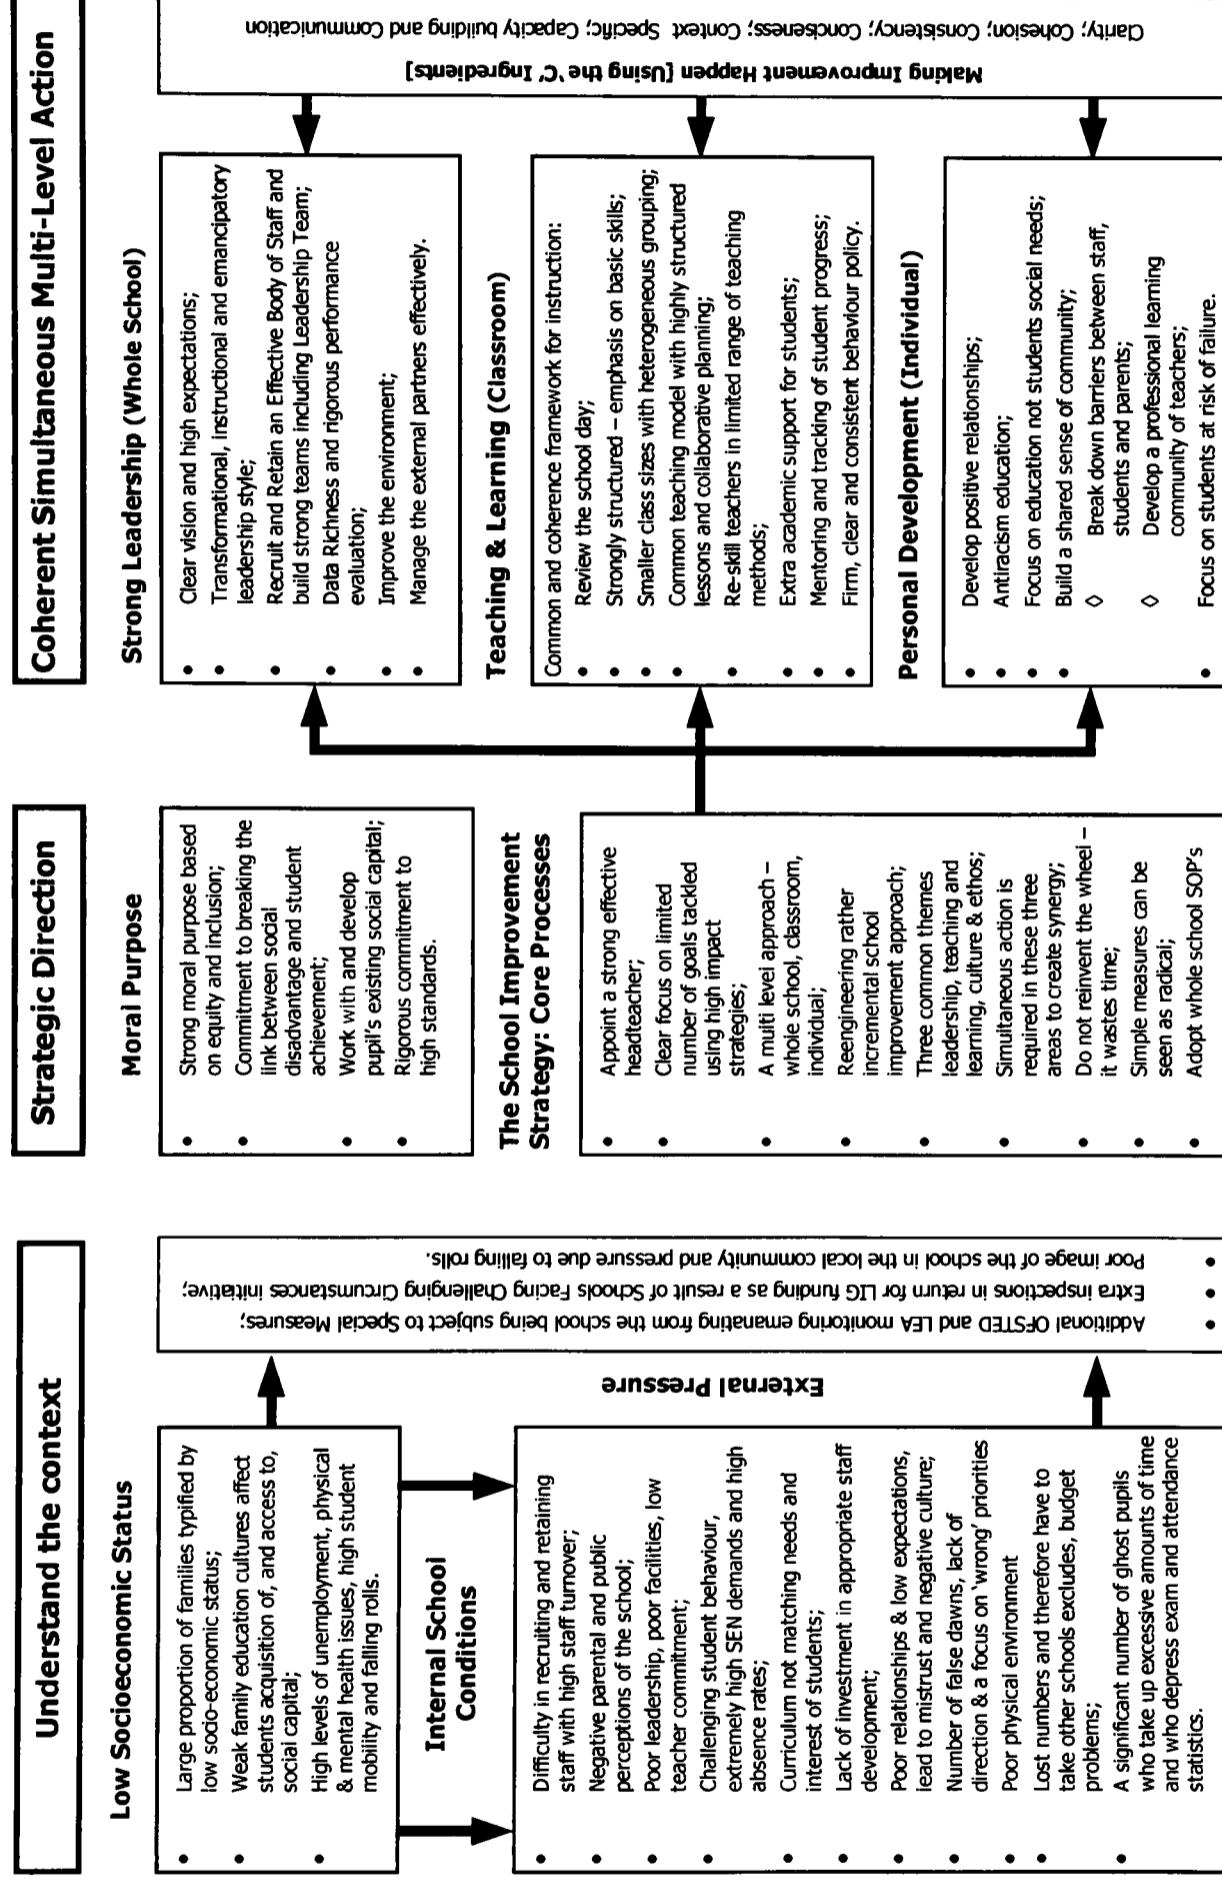 Understand the context
Low Socioeconomic Status
• Large proportion of families typified by
low socio-economic status;
• Weak family education cultures affect
students acquisition of, and access to,
social capital;
• High levels of unemployment, physical
& mental health issues, high student
mobility and falling rolls.
Internal School
Conditions
• Difficulty in recruiting and retaining
staff with high staff turnover;
• Negative parental and public
perceptions of the school;
• Poor leadership, poor facilities, low
teacher commitment;
• Challenging student behaviour,
extremely high SEN demands and high
absence rates;
• Curriculum not matching needs and
interest of students;
• Lack of investment in appropriate staff
development;
• Poor relationships & low expectations,
lead to mistrust and negative culture;
• Number of false dawns, lack of
direction & a focus on ‘wrong’ priorities
• Poor physical environment
• Lost numbers and therefore have to
take other schools excludes, budget
problems;
• A significant number of ghost pupils
who take up excessive amounts of time
and who depress exam and attendance
statistics.
External Pressure
• Additional OFSTED and LEA monitoring emanating from the school being subject to Special Measures;
• Extra inspections in return for LIG funding as a result of Schools Facing Challenging Circumstances initiative;
• Poor image of the school in the local community and pressure due to falling rolls.
Strategic Direction
Moral Purpose
• Strong moral purpose based
on equity and inclusion;
• Commitment to breaking the
link between social
disadvantage and student
achievement;
• Work with and develop
pupil's existing social capital;
• Rigorous commitment to
high standards.
The School Improvement
Strategy: Core Processes
• Appoint a strong effective
headteacher;
• Clear focus on limited
number of goals tackled
using high impact
strategies;
• A multi level approach –
whole school, classroom,
individual;
• Reengineering rather
incremental school
improvement approach;
• Three common themes
leadership, teaching and
learning, culture & ethos;
• Simultaneous action is
required in these three
areas to create synergy;
• Do not reinvent the wheel –
it wastes time;
• Simple measures can be
seen as radical;
• Adopt whole school SOP's
Coherent Simultaneous Multi-Level Action
Strong Leadership (Whole School)
• Clear vision and high expectations;
• Transformational, instructional and emancipatory
leadership style;
• Recruit and Retain an Effective Body of Staff and
build strong teams including Leadership Team;
• Data Richness and rigorous performance
evaluation;
• Improve the environment;
• Manage the external partners effectively.
Teaching & Learning (Classroom)
Common and coherence framework for instruction:
• Review the school day;
• Strongly structured – emphasis on basic skills;
• Smaller class sizes with heterogeneous grouping;
• Common teaching model with highly structured
lessons and collaborative planning;
• Re-skill teachers in limited range of teaching
methods;
• Extra academic support for students;
• Mentoring and tracking of student progress;
• Firm, clear and consistent behaviour policy.
Personal Development (Individual)
• Develop positive relationships;
• Antiracism education;
• Focus on education not students social needs;
• Build a shared sense of community;
◊ Break down barriers between staff,
students and parents;
◊ Develop a professional learning
community of teachers;
• Focus on students at risk of failure.
Making Improvement Happen [Using the ‘C’ Ingredients]
Clarity; Cohesion; Consistency; Conciseness; Context Specific; Capacity building and Communication